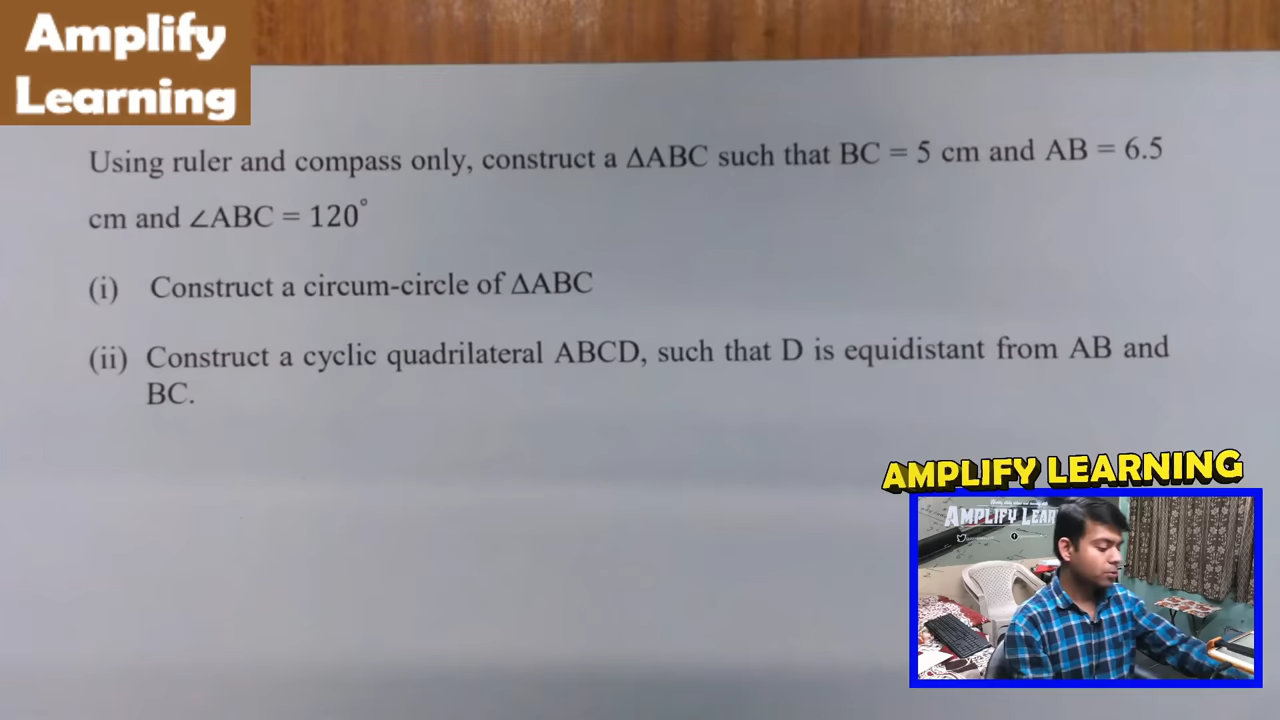 Amplify
Learning
Using ruler and compass only, construct a ΔABC such that BC = 5 cm and AB = 6.5
cm and ∠ABC = 120°
(i) Construct a circum-circle of ΔABC
(ii) Construct a cyclic quadrilateral ABCD, such that D is equidistant from AB and
BC.
AMPLIFY LEARNING
AMPLIFY LEAR